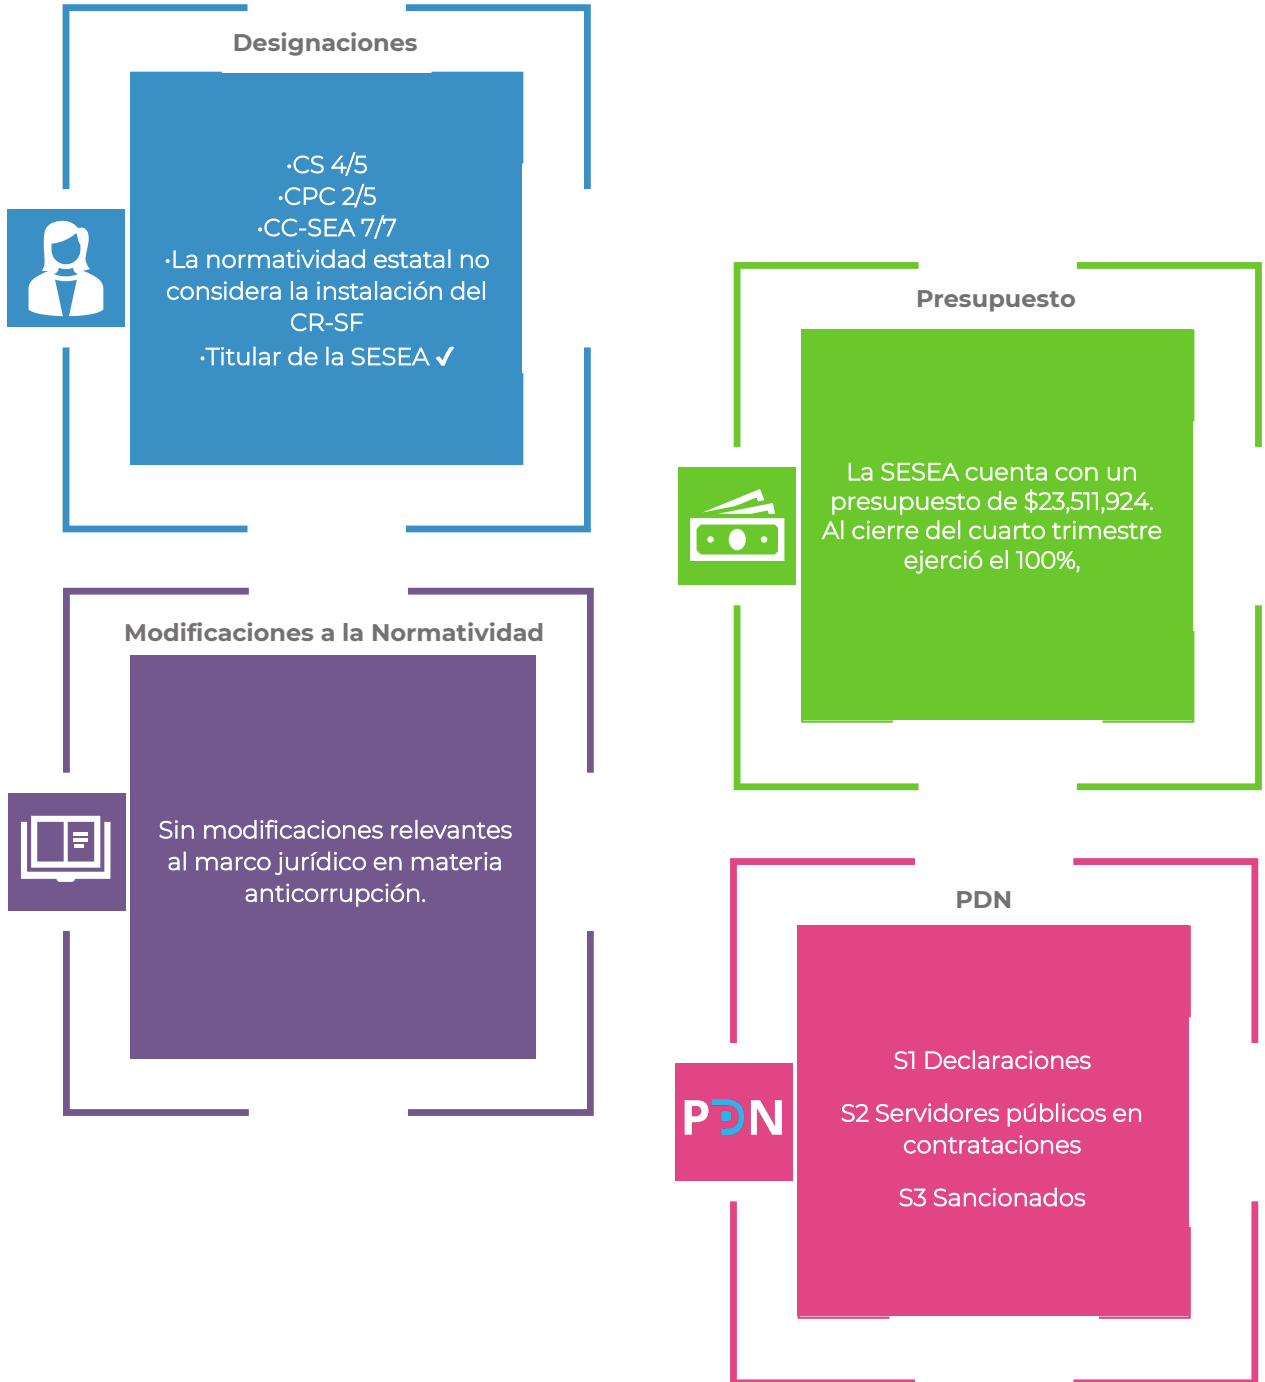 Designaciones
•CS 4/5
•CPC 2/5
•CC-SEA 7/7
•La normatividad estatal no
considera la instalación del
CR-SF
•Titular de la SESEA ✔
Presupuesto
La SESEA cuenta con un
presupuesto de $23,511,924.
Al cierre del cuarto trimestre
ejerció el 100%,
Modificaciones a la Normatividad
Sin modificaciones relevantes
al marco jurídico en materia
anticorrupción.
PDN
PDN
S1 Declaraciones
S2 Servidores públicos en
contrataciones
S3 Sancionados